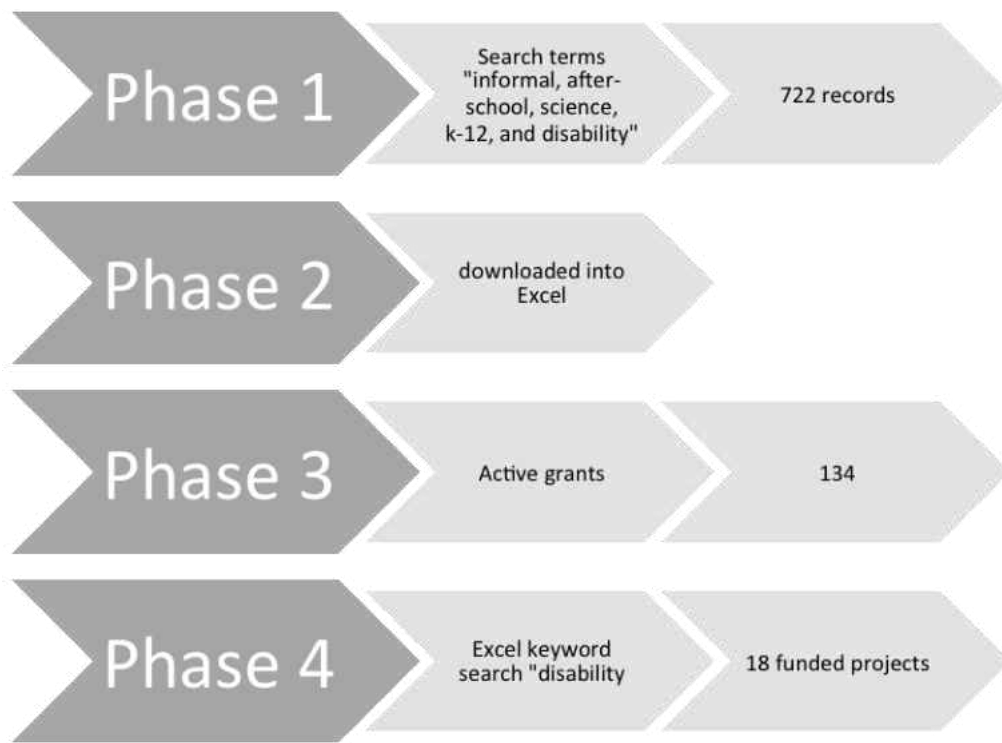 Phase 1
Search terms
"informal, after-
school, science,
k-12, and disability"
722 records
Phase 2
downloaded into
Excel
Phase 3
Active grants
134
Phase 4
Excel keyword
search "disability
18 funded projects